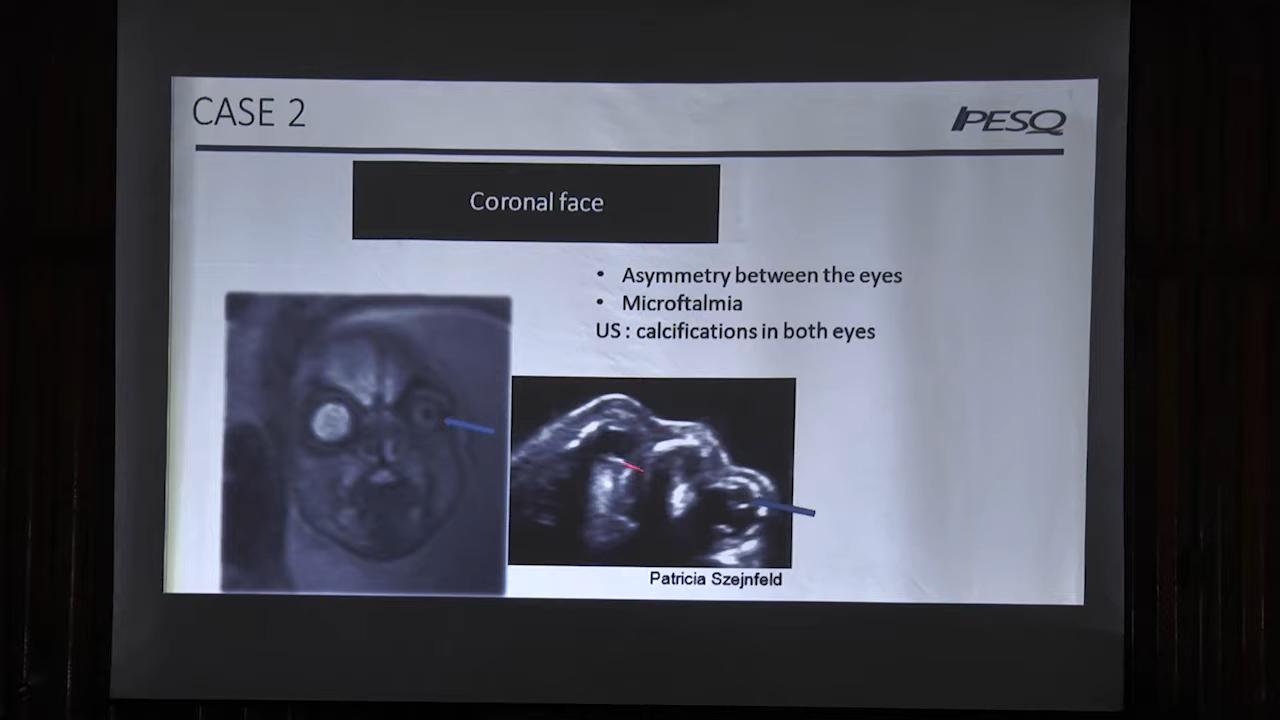 CASE 2
IPESQ
Coronal face
• Asymmetry between the eyes
• Microftalmia
US : calcifications in both eyes
Patricia Szejnfeld